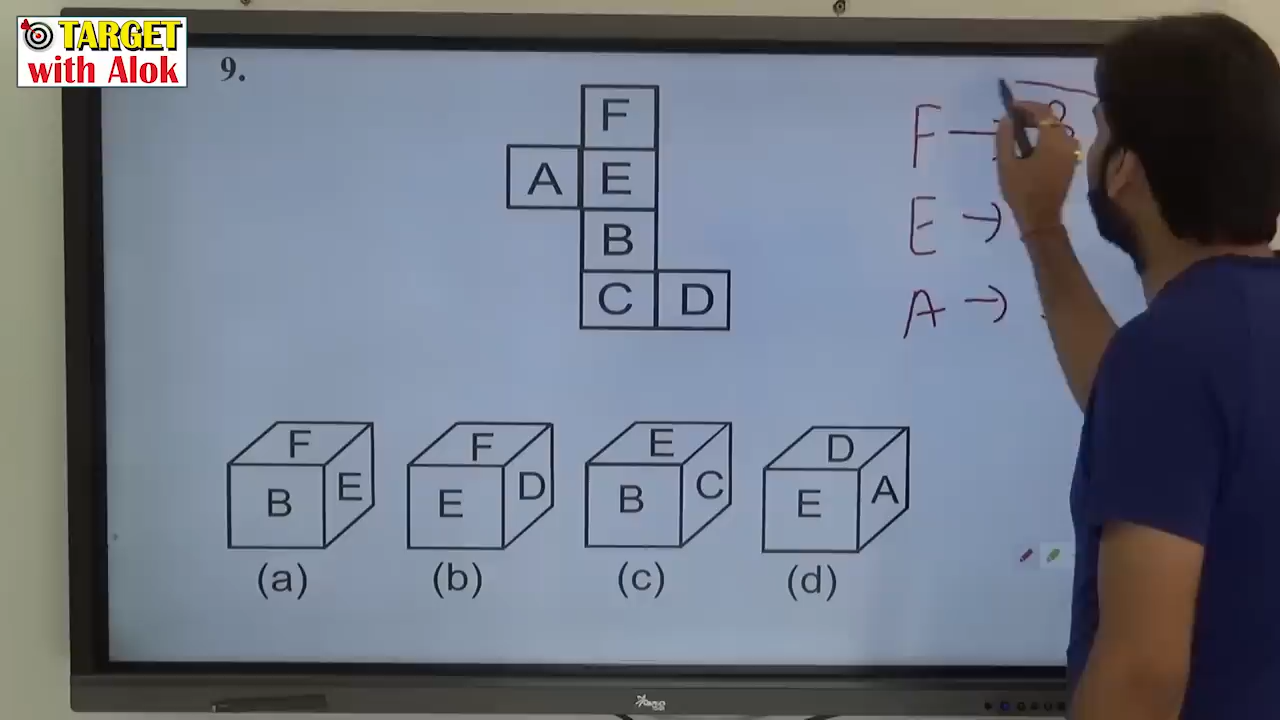 TARGET
with Alok
9.
F
A E
B
C D
F →
E →
A →
F
B E
F
E D
E
B C
D
E A
(a) (b) (c) (d)